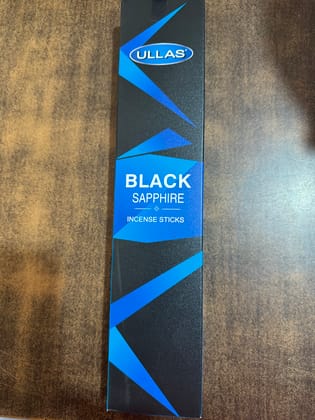 ULLAS
BLACK
SAPPHIRE
INCENSE STICKS